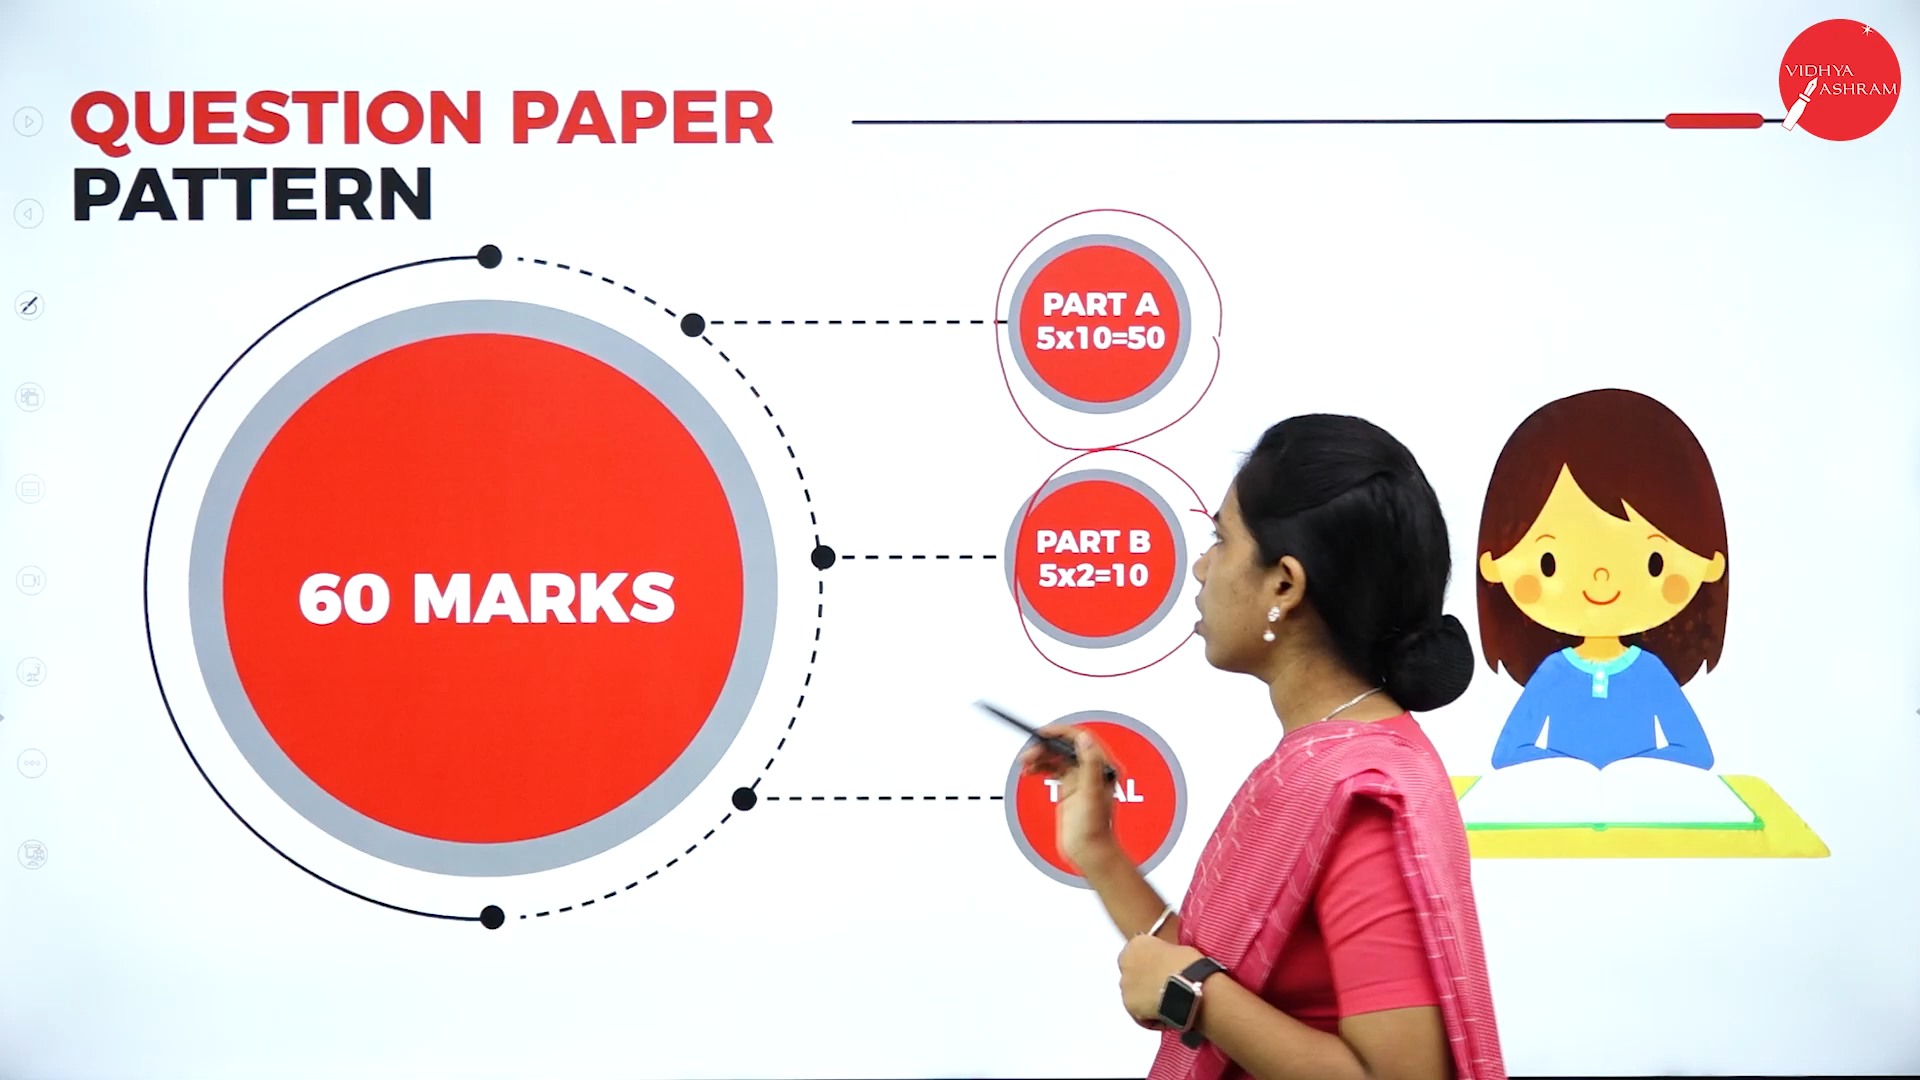 VIDHYA
ASHRAM
QUESTION PAPER
PATTERN
PART A
5x10=50
60 MARKS
PART B
5x2=10